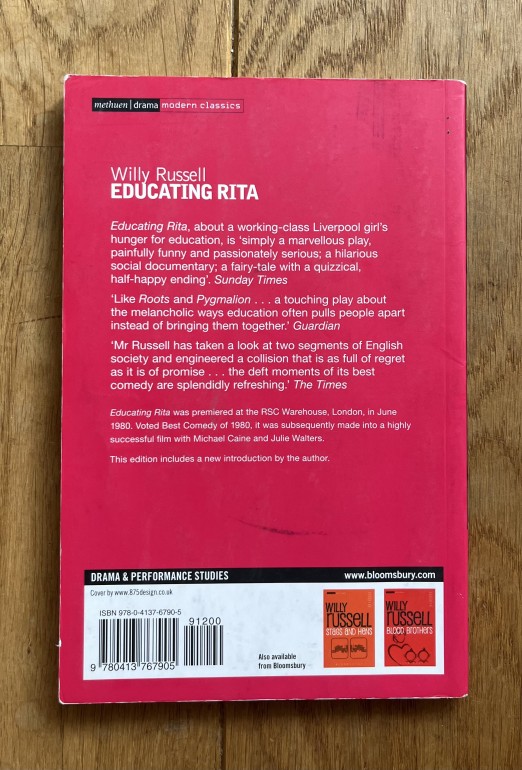 methuen | drama modern classics
Willy Russell
EDUCATING RITA
Educating Rita, about a working-class Liverpool girl's
hunger for education, is ‘simply a marvellous play,
painfully funny and passionately serious; a hilarious
social documentary; a fairy-tale with a quizzical,
half-happy ending’. Sunday Times
‘Like Roots and Pygmalion . . . a touching play about
the melancholic ways education often pulls people apart
instead of bringing them together.’ Guardian
‘Mr Russell has taken a look at two segments of English
society and engineered a collision that is as full of regret
as it is of promise . . . the deft moments of its best
comedy are splendidly refreshing.’ The Times
Educating Rita was premiered at the RSC Warehouse, London, in June
1980. Voted Best Comedy of 1980, it was subsequently made into a highly
successful film with Michael Caine and Julie Walters.
This edition includes a new introduction by the author.
DRAMA & PERFORMANCE STUDIES
www.bloomsbury.com
Cover by www.875design.co.uk
ISBN 978-0-4137-6790-5
91200
9 780413 767905
Also available
from Bloomsbury
WILLY
RUSSELL
STAGS AND HENS
WILLY
RUSSELL
BLOOD BROTHERS